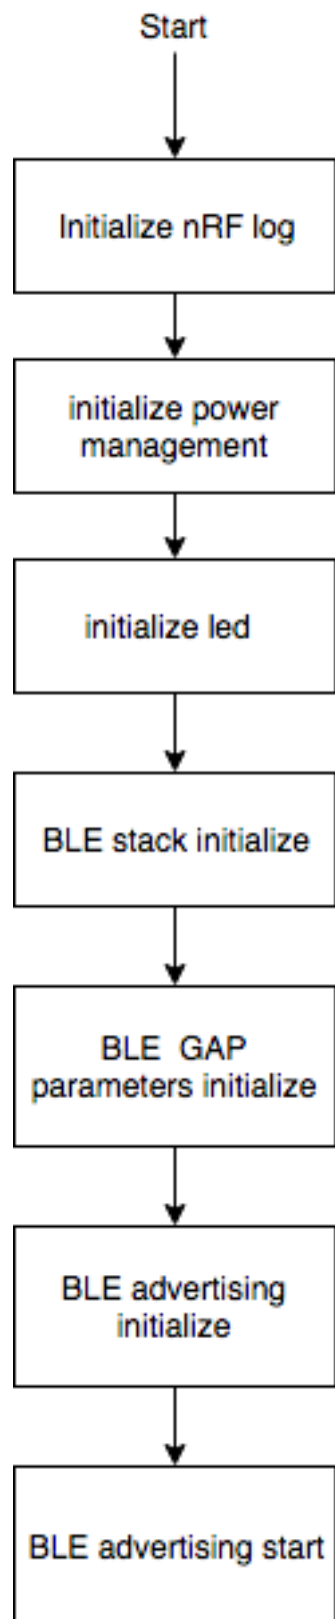 Start
Initialize nRF log
initialize power
management
initialize led
BLE stack initialize
BLE GAP
parameters initialize
BLE advertising
initialize
BLE advertising start